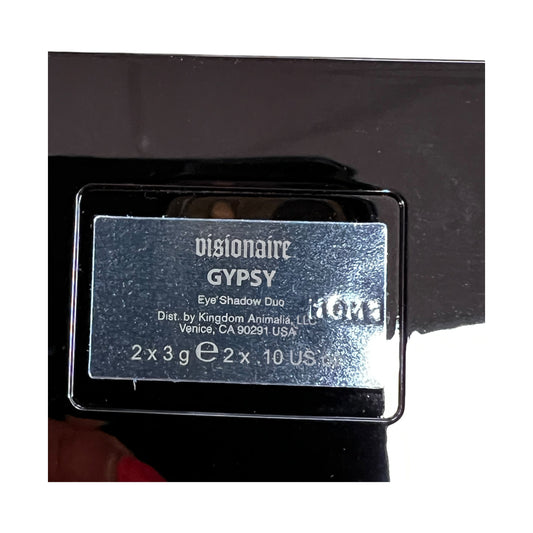 visionaire
GYPSY
Eye Shadow Duo
Dist. by Kingdom Animalia, LLC
Venice, CA 90291 USA
2 x 3 g ℮ 2 x .10 US oz